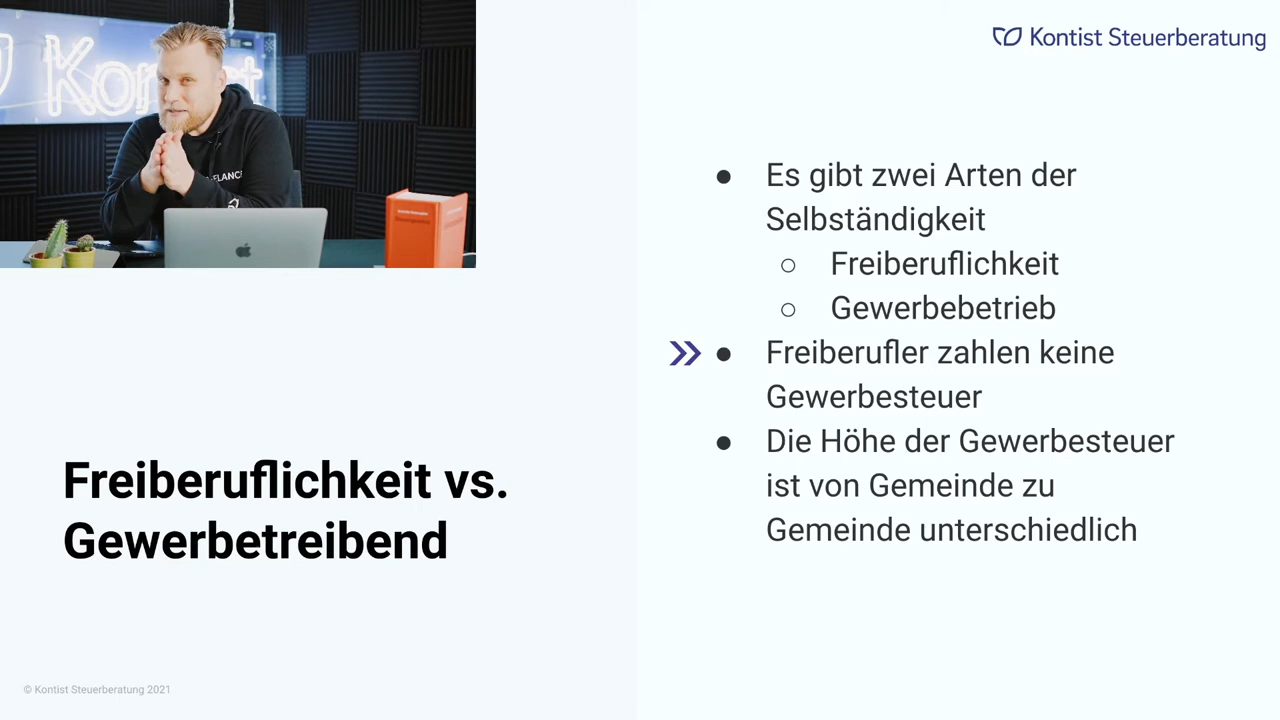 Kontist Steuerberatung
Es gibt zwei Arten der
Selbständigkeit
Freiberuflichkeit
Gewerbebetrieb
Freiberufler zahlen keine
Gewerbesteuer
Die Höhe der Gewerbesteuer
ist von Gemeinde zu
Gemeinde unterschiedlich
Freiberuflichkeit vs.
Gewerbetreibend
© Kontist Steuerberatung 2021